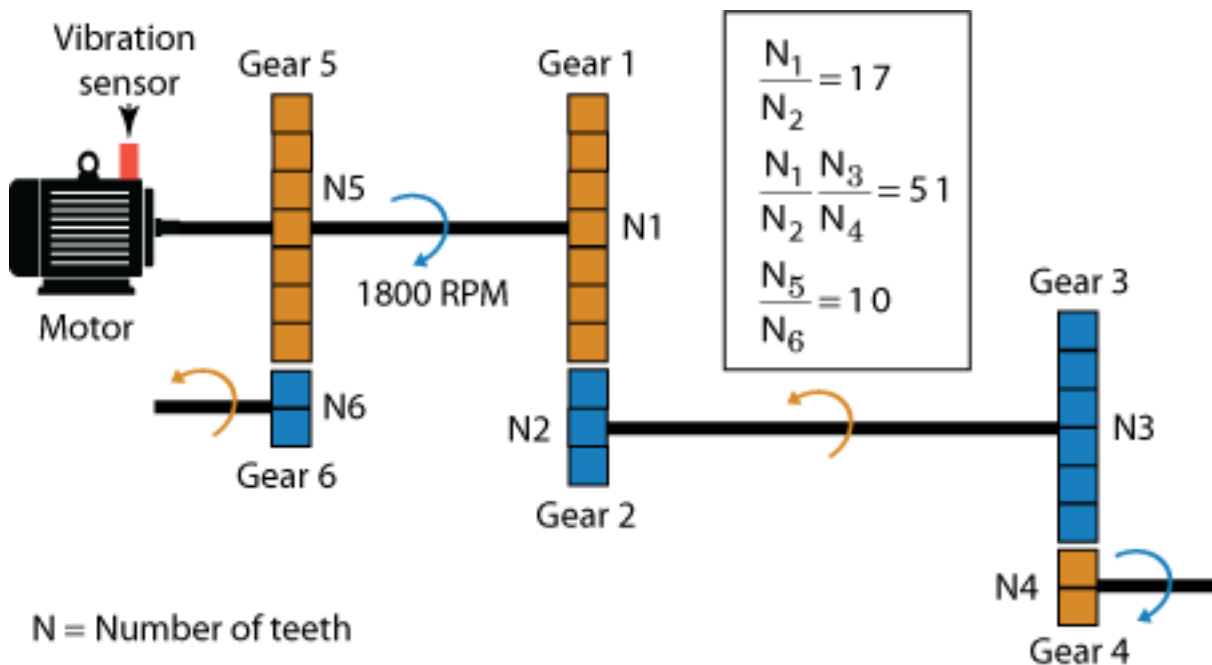 Vibration
sensor
Gear 5
Gear 1
N₁/N₂ = 17
N₁/N₂ N₃/N₄ = 51
N₅/N₆ = 10
N5
N1
1800 RPM
Motor
Gear 3
N6
N2
N3
Gear 6
Gear 2
N4
N = Number of teeth
Gear 4